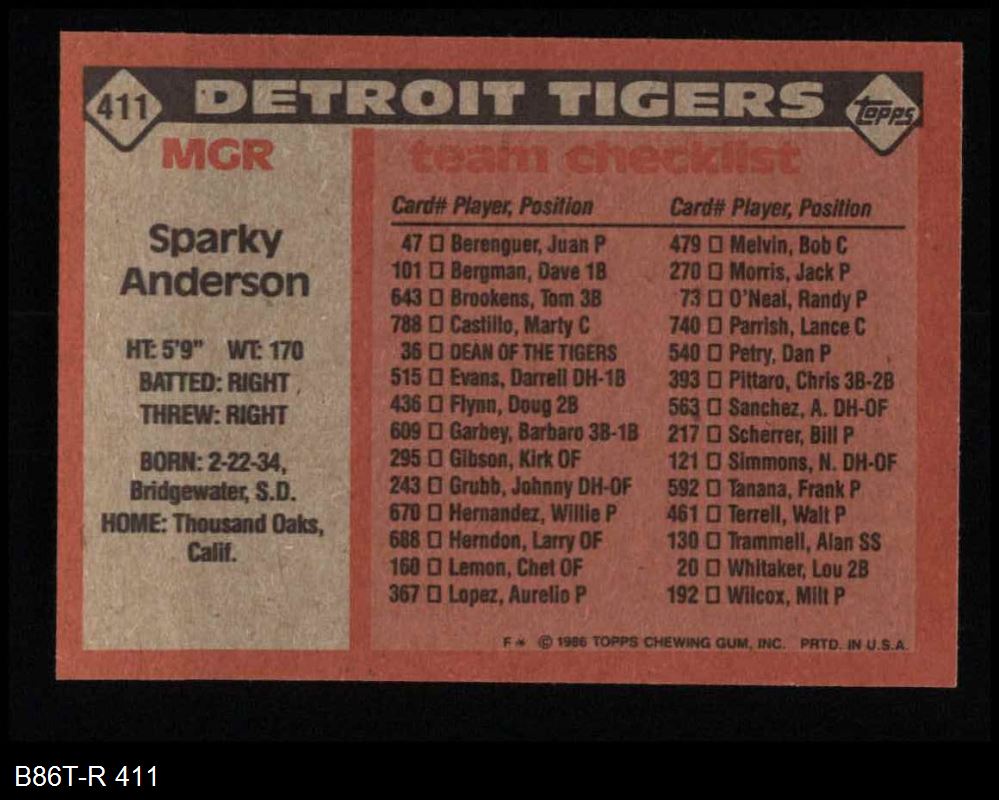 411 DETROIT TIGERS Topps
MGR
Sparky
Anderson
HT: 5'9" WT: 170
BATTED: RIGHT
THREW: RIGHT
BORN: 2-22-34,
Bridgewater, S.D.
HOME: Thousand Oaks,
Calif.
team checklist
Card# Player, Position
47 □ Berenguer, Juan P
101 □ Bergman, Dave 1B
643 □ Brookens, Tom 3B
788 □ Castillo, Marty C
36 □ DEAN OF THE TIGERS
515 □ Evans, Darrell DH-1B
436 □ Flynn, Doug 2B
609 □ Garbey, Barbaro 3B-1B
295 □ Gibson, Kirk OF
243 □ Grubb, Johnny DH-OF
670 □ Hernandez, Willie P
688 □ Herndon, Larry OF
160 □ Lemon, Chet OF
367 □ Lopez, Aurelio P
Card# Player, Position
479 □ Melvin, Bob C
270 □ Morris, Jack P
73 □ O'Neal, Randy P
740 □ Parrish, Lance C
540 □ Petry, Dan P
393 □ Pittaro, Chris 3B-2B
563 □ Sanchez, A. DH-OF
217 □ Scherrer, Bill P
121 □ Simmons, N. DH-OF
592 □ Tanana, Frank P
461 □ Terrell, Walt P
130 □ Trammell, Alan SS
20 □ Whitaker, Lou 2B
192 □ Wilcox, Milt P
F* © 1986 TOPPS CHEWING GUM, INC. PRTD. IN U.S.A.
B86T-R 411